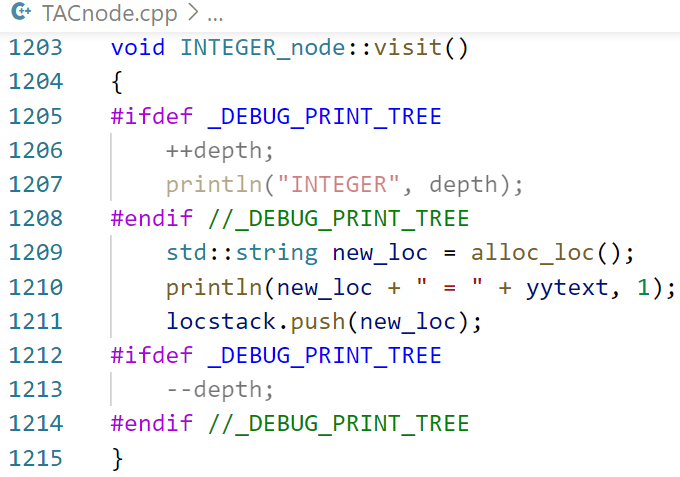 TACnode.cpp > ...
1203 void INTEGER_node::visit()
1204 {
1205 #ifdef _DEBUG_PRINT_TREE
1206     ++depth;
1207     println("INTEGER", depth);
1208 #endif //_DEBUG_PRINT_TREE
1209     std::string new_loc = alloc_loc();
1210     println(new_loc + " = " + yytext, 1);
1211     locstack.push(new_loc);
1212 #ifdef _DEBUG_PRINT_TREE
1213     --depth;
1214 #endif //_DEBUG_PRINT_TREE
1215 }